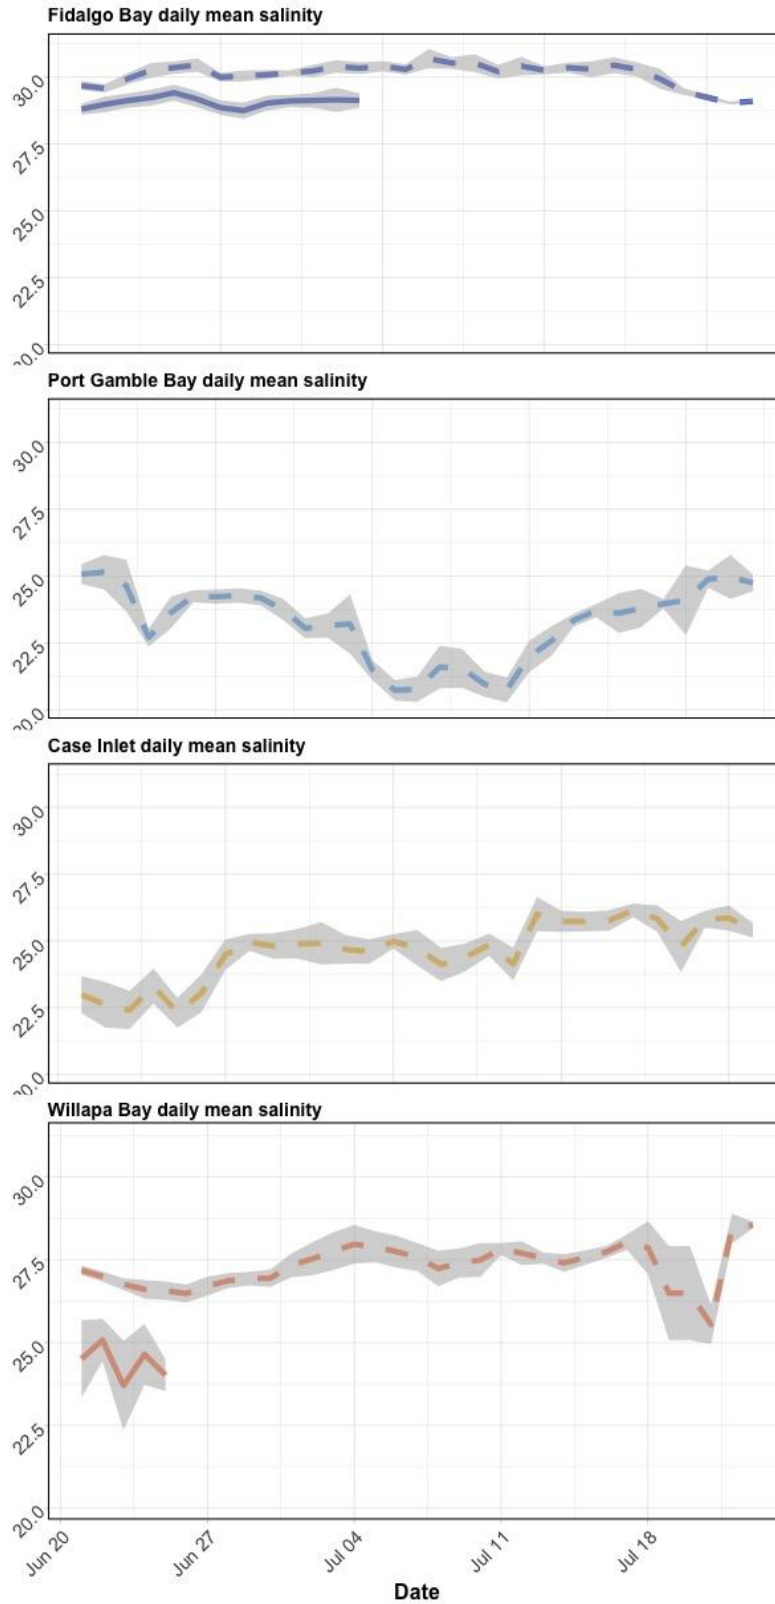 Fidalgo Bay daily mean salinity
30.0
27.5
25.0
22.5
Port Gamble Bay daily mean salinity
30.0
27.5
25.0
22.5
Case Inlet daily mean salinity
30.0
27.5
25.0
22.5
Willapa Bay daily mean salinity
30.0
27.5
25.0
22.5
20.0
Jun 20
Jun 27
Jul 04
Jul 11
Jul 18
Date